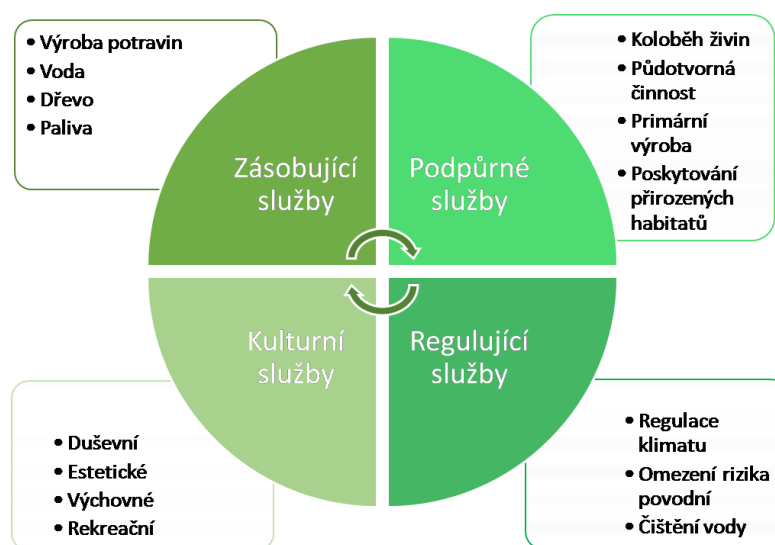 • Výroba potravin
• Voda
• Dřevo
• Paliva
• Koloběh živin
• Půdotvorná
činnost
• Primární
výroba
• Poskytování
přirozených
habitatů
Zásobující
služby
Podpůrné
služby
Kulturní
služby
Regulující
služby
• Duševní
• Estetické
• Výchovné
• Rekreační
• Regulace
klimatu
• Omezení rizika
povodní
• Čištění vody